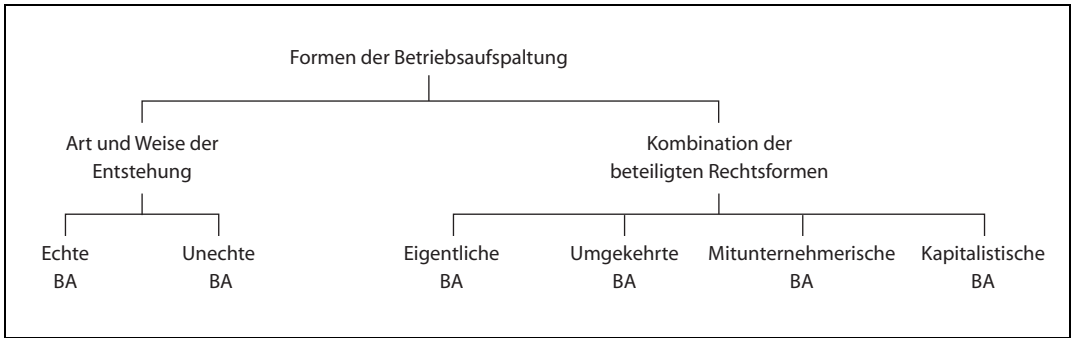 Formen der Betriebsaufspaltung
Art und Weise der
Entstehung
Kombination der
beteiligten Rechtsformen
Echte
BA
Unechte
BA
Eigentliche
BA
Umgekehrte
BA
Mitunternehmerische
BA
Kapitalistische
BA